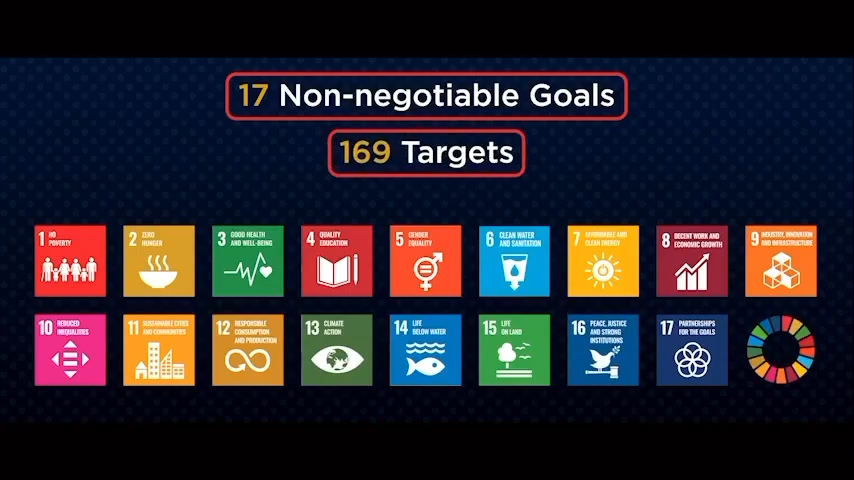 17 Non-negotiable Goals
169 Targets
1 NO
POVERTY
2 ZERO
HUNGER
3 GOOD HEALTH
AND WELL-BEING
4 QUALITY
EDUCATION
5 GENDER
EQUALITY
6 CLEAN WATER
AND SANITATION
7 AFFORDABLE AND
CLEAN ENERGY
8 DECENT WORK AND
ECONOMIC GROWTH
9 INDUSTRY, INNOVATION
AND INFRASTRUCTURE
10 REDUCED
INEQUALITIES
11 SUSTAINABLE CITIES
AND COMMUNITIES
12 RESPONSIBLE
CONSUMPTION
AND PRODUCTION
13 CLIMATE
ACTION
14 LIFE
BELOW WATER
15 LIFE
ON LAND
16 PEACE, JUSTICE
AND STRONG
INSTITUTIONS
17 PARTNERSHIPS
FOR THE GOALS